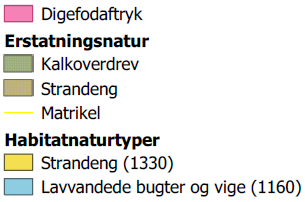 Digefodaftryk
Erstatningsnatur
Kalkoverdrev
Strandeng
Matrikel
Habitatnaturtyper
Strandeng (1330)
Lavvandede bugter og vige (1160)